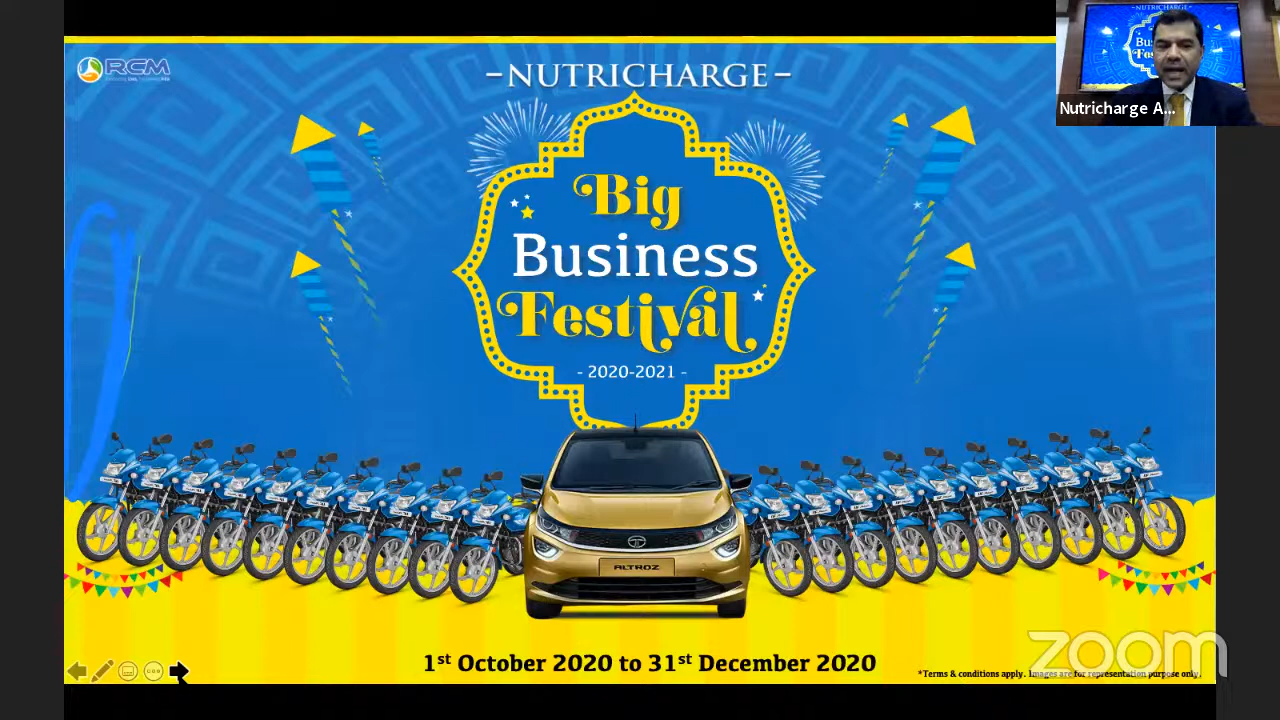 RCM
-NUTRICHARGE-
Big
Business
Festival
- 2020-2021 -
ALTROZ
1st October 2020 to 31st December 2020
*Terms & conditions apply. Images are for representation purpose only.
zoom
-NUTRICHARGE-
Nutricharge A...